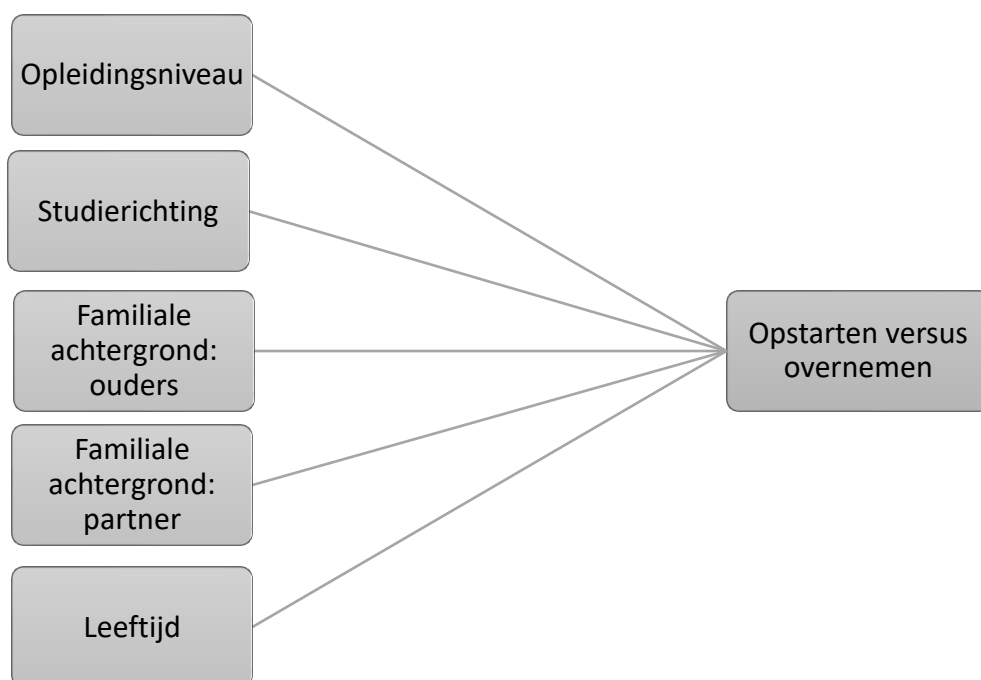 Opleidingsniveau
Studierichting
Familiale
achtergrond:
ouders
Familiale
achtergrond:
partner
Leeftijd
Opstarten versus
overnemen